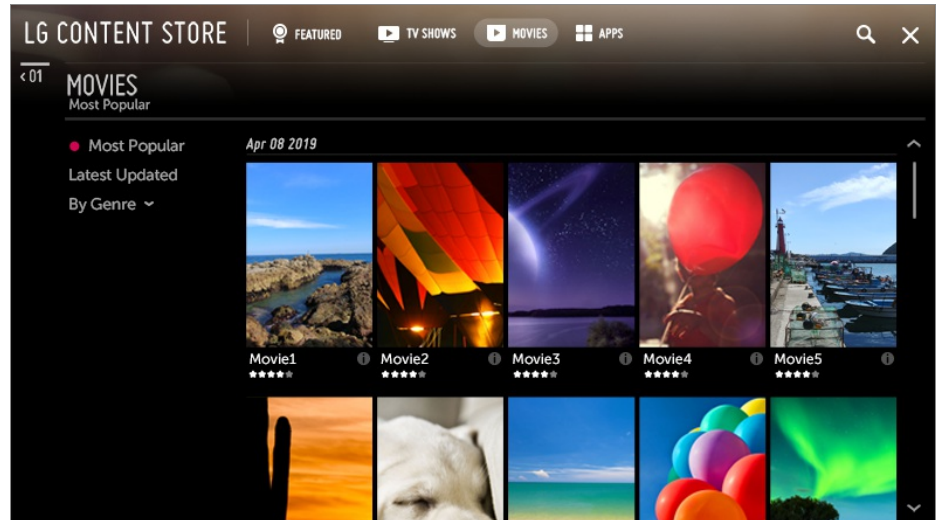 LG CONTENT STORE
FEATURED
TV SHOWS
MOVIES
APPS
01
MOVIES
Most Popular
Most Popular
Latest Updated
By Genre
Apr 08 2019
Movie1
Movie2
Movie3
Movie4
Movie5